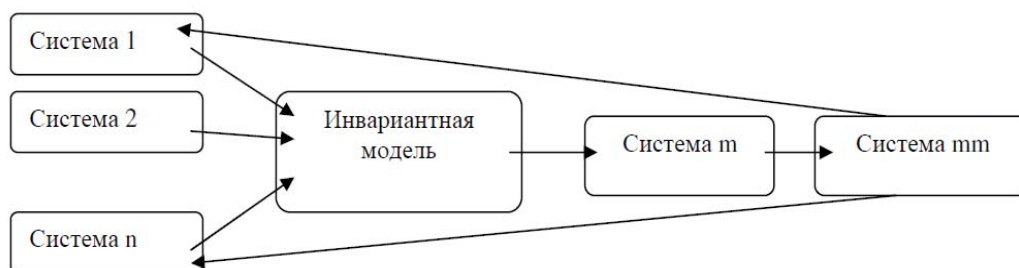 Система 1
Система 2
Система n
Инвариантная
модель
Система m
Система mm